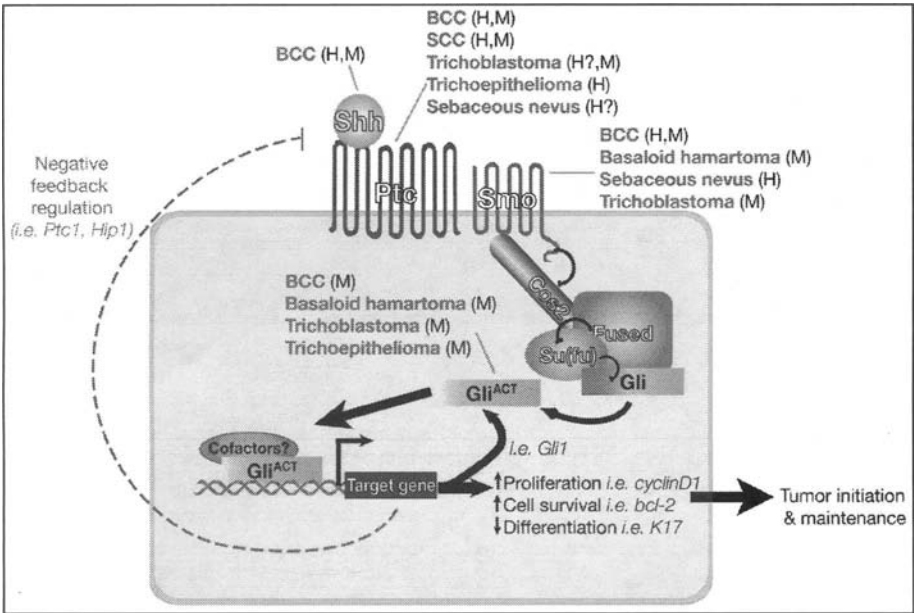 BCC (H,M)
BCC (H,M)
SCC (H,M)
Trichoblastoma (H?,M)
Trichoepithelioma (H)
Sebaceous nevus (H?)
Shh
BCC (H,M)
Basaloid hamartoma (M)
Sebaceous nevus (H)
Trichoblastoma (M)
Negative
feedback
regulation
(i.e. Ptc1, Hip1)
Ptc
Smo
BCC (M)
Basaloid hamartoma (M)
Trichoblastoma (M)
Trichoepithelioma (M)
Cos2
Fused
Su(fu)
Gli
Gli^ACT
i.e. Gli1
Cofactors?
Gli^ACT
Target gene
Proliferation i.e. cyclinD1
Cell survival i.e. bcl-2
Differentiation i.e. K17
Tumor initiation
& maintenance